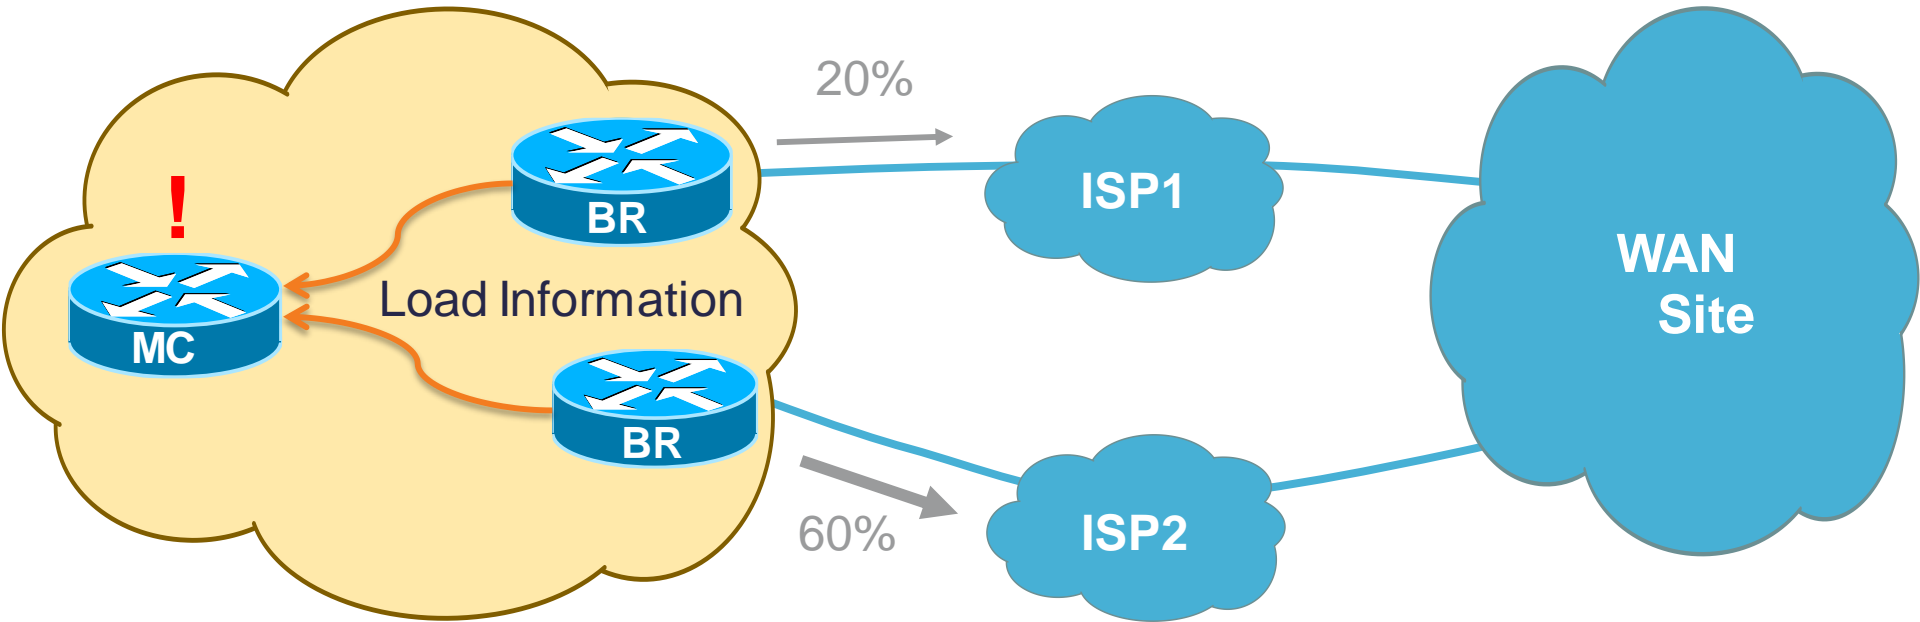 20%
BR
ISP1
!
Load Information
MC
WAN
Site
BR
60%
ISP2